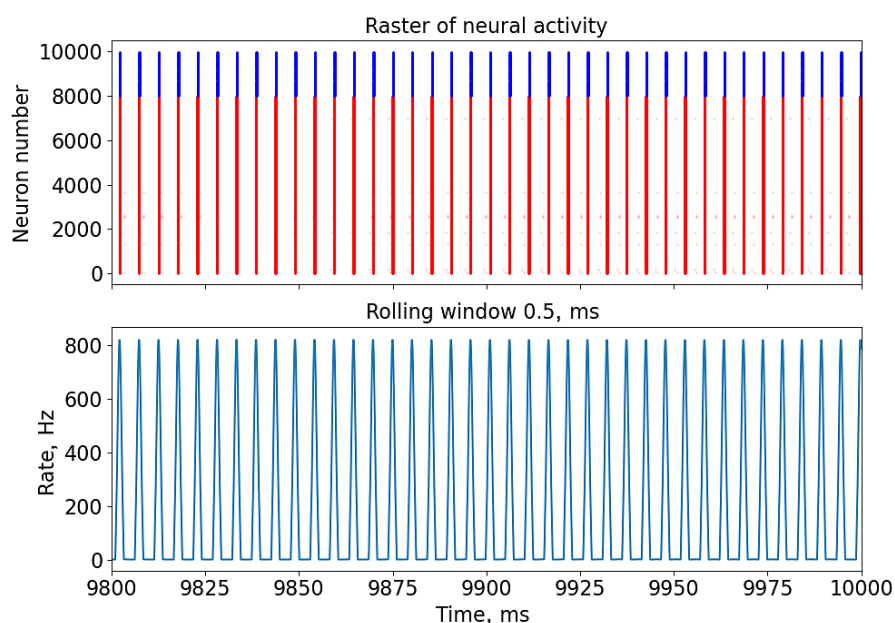 Raster of neural activity
Neuron number
10000
8000
6000
4000
2000
0
Rolling window 0.5, ms
Rate, Hz
800
600
400
200
0
9800 9825 9850 9875 9900 9925 9950 9975 10000
Time, ms